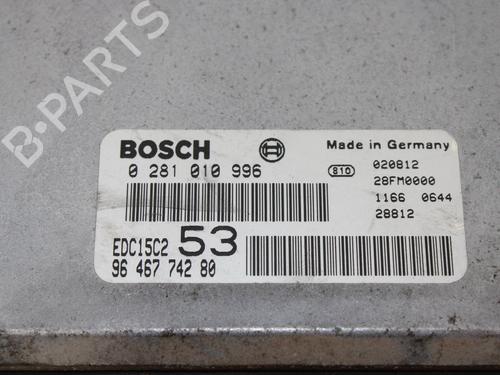 B-PARTS
BOSCH
Made in Germany
0 281 010 996
810
020812
28FM0000
1166 0644
28812
EDC15C2 53
96 467 742 80